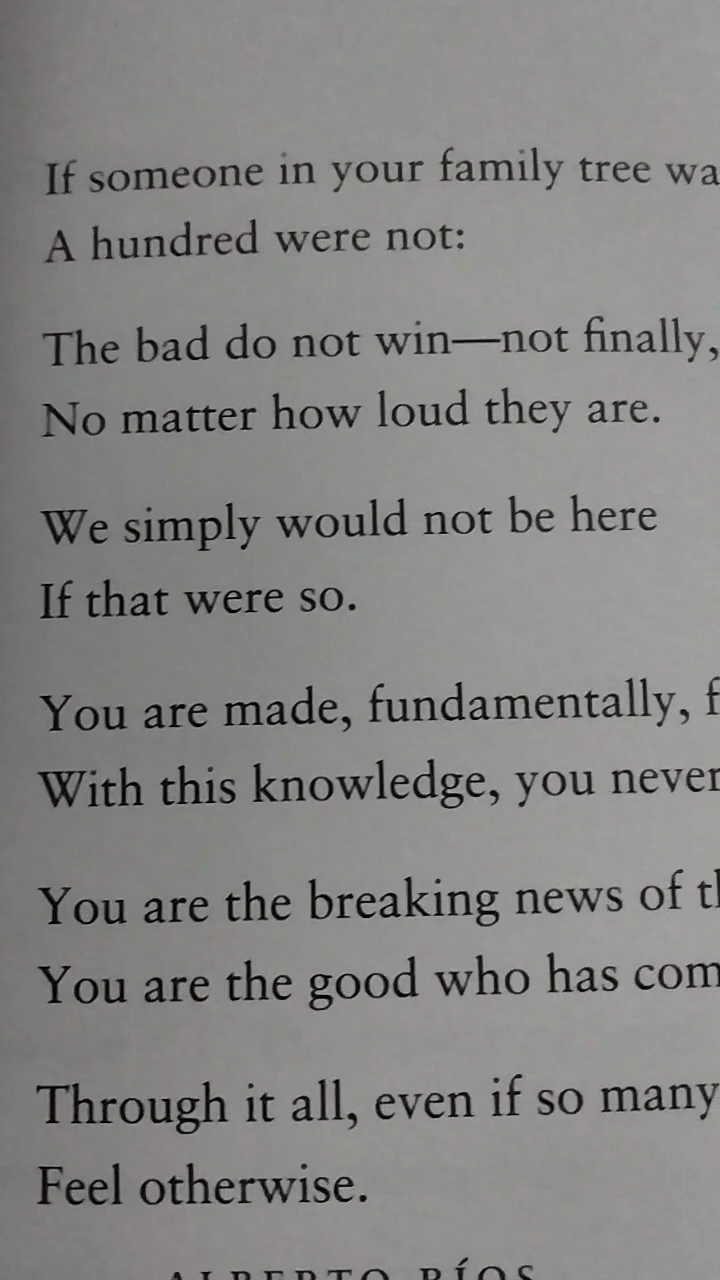 If someone in your family tree wa
A hundred were not:
The bad do not win—not finally,
No matter how loud they are.
We simply would not be here
If that were so.
You are made, fundamentally, f
With this knowledge, you never
You are the breaking news of th
You are the good who has com
Through it all, even if so many
Feel otherwise.
ALBERTO RÍOS